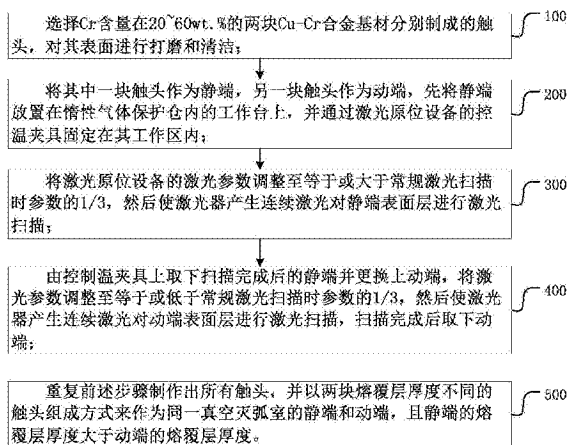 选择Cr含量在20~60wt.%的两块Cu-Cr合金基材分别制成的触
头，对其表面进行打磨和清洁；
100
将其中一块触头作为静端，另一块触头作为动端，先将静端
放置在惰性气体保护仓内的工作台上，并通过激光原位设备的控
温夹具固定在其工作区内；
200
将激光原位设备的激光参数调整至等于或大于常规激光扫描
时参数的1/3，然后使激光器产生连续激光对静端表面层进行激光
扫描；
300
由控制温夹具上取下扫描完成后的静端并更换上动端，将激
光参数调整至等于或低于常规激光扫描时参数的1/3，然后使激光
器产生连续激光对动端表面层进行激光扫描，扫描完成后取下动
端；
400
重复前述步骤制作出所有触头，并以两块熔覆层厚度不同的
触头组成方式来作为同一真空灭弧室的静端和动端，且静端的熔
覆层厚度大于动端的熔覆层厚度。
500